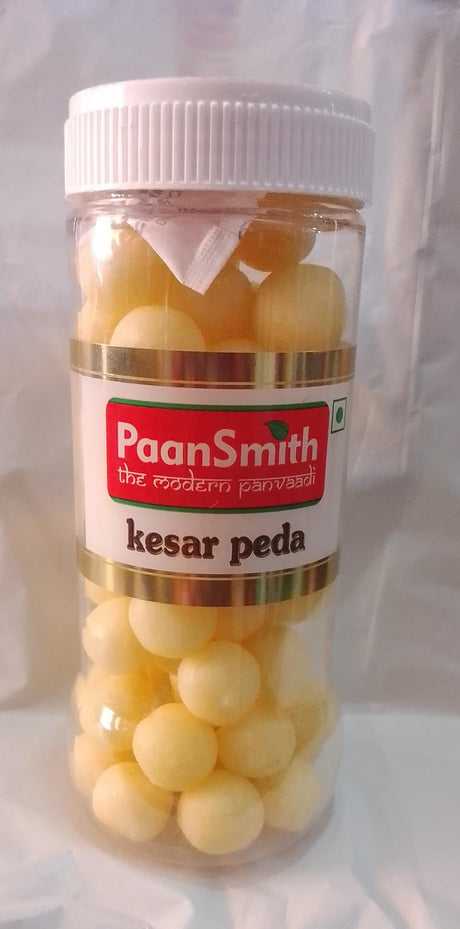 PaanSmith
the modern panvaadi
kesar peda